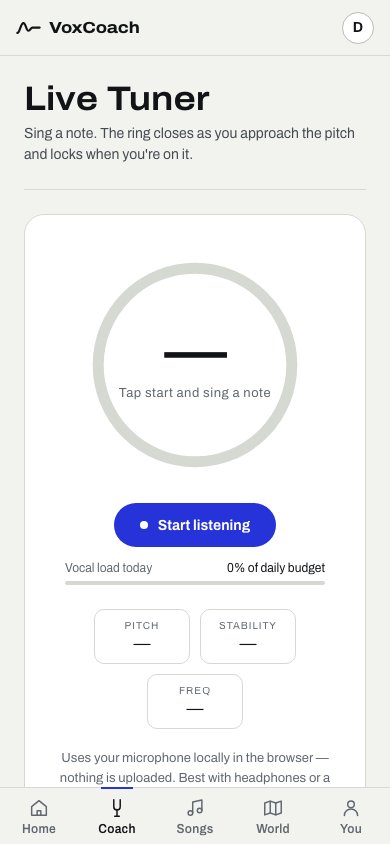 VoxCoach
D
Live Tuner
Sing a note. The ring closes as you approach the pitch
and locks when you're on it.
—
Tap start and sing a note
Start listening
Vocal load today 0% of daily budget
PITCH
—
STABILITY
—
FREQ
—
Uses your microphone locally in the browser —
nothing is uploaded. Best with headphones or a
Home
Coach
Songs
World
You